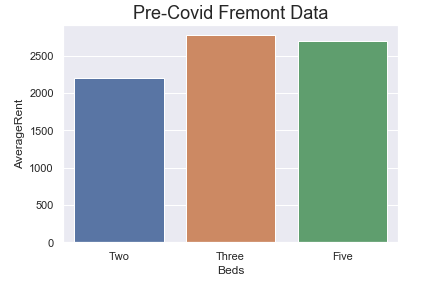 Pre-Covid Fremont Data
AverageRent
2500
2000
1500
1000
500
0
Two
Three
Five
Beds